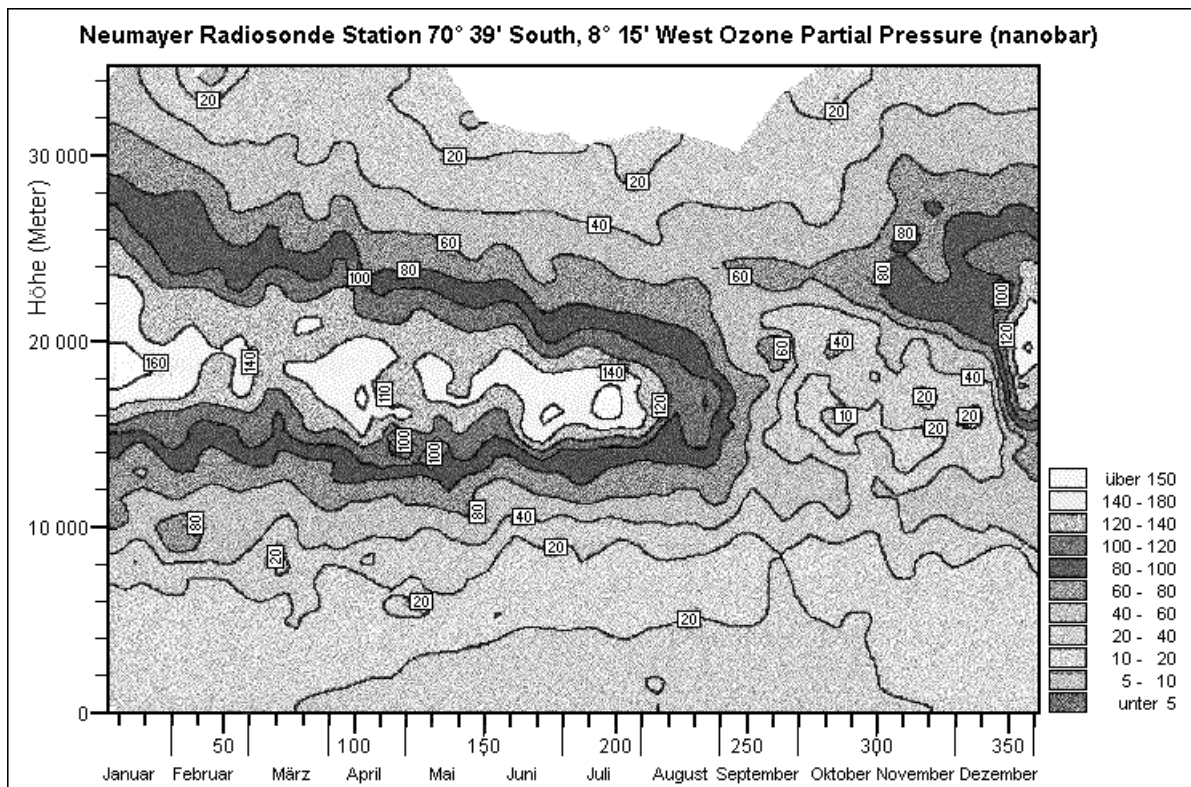 Neumayer Radiosonde Station 70° 39' South, 8° 15' West Ozone Partial Pressure (nanobar)
Höhe (Meter)
30 000
20 000
10 000
0
20
20
20
20
20
40
60
60
40
80
80
80
100
100
120
160
140
140
110
120
60
40
10
20
40
20
20
100
100
80
40
80
20
20
20
20
über 150
140 - 180
120 - 140
100 - 120
80 - 100
60 - 80
40 - 60
20 - 40
10 - 20
5 - 10
unter 5
50 100 150 200 250 300 350
Januar Februar März April Mai Juni Juli August September Oktober November Dezember